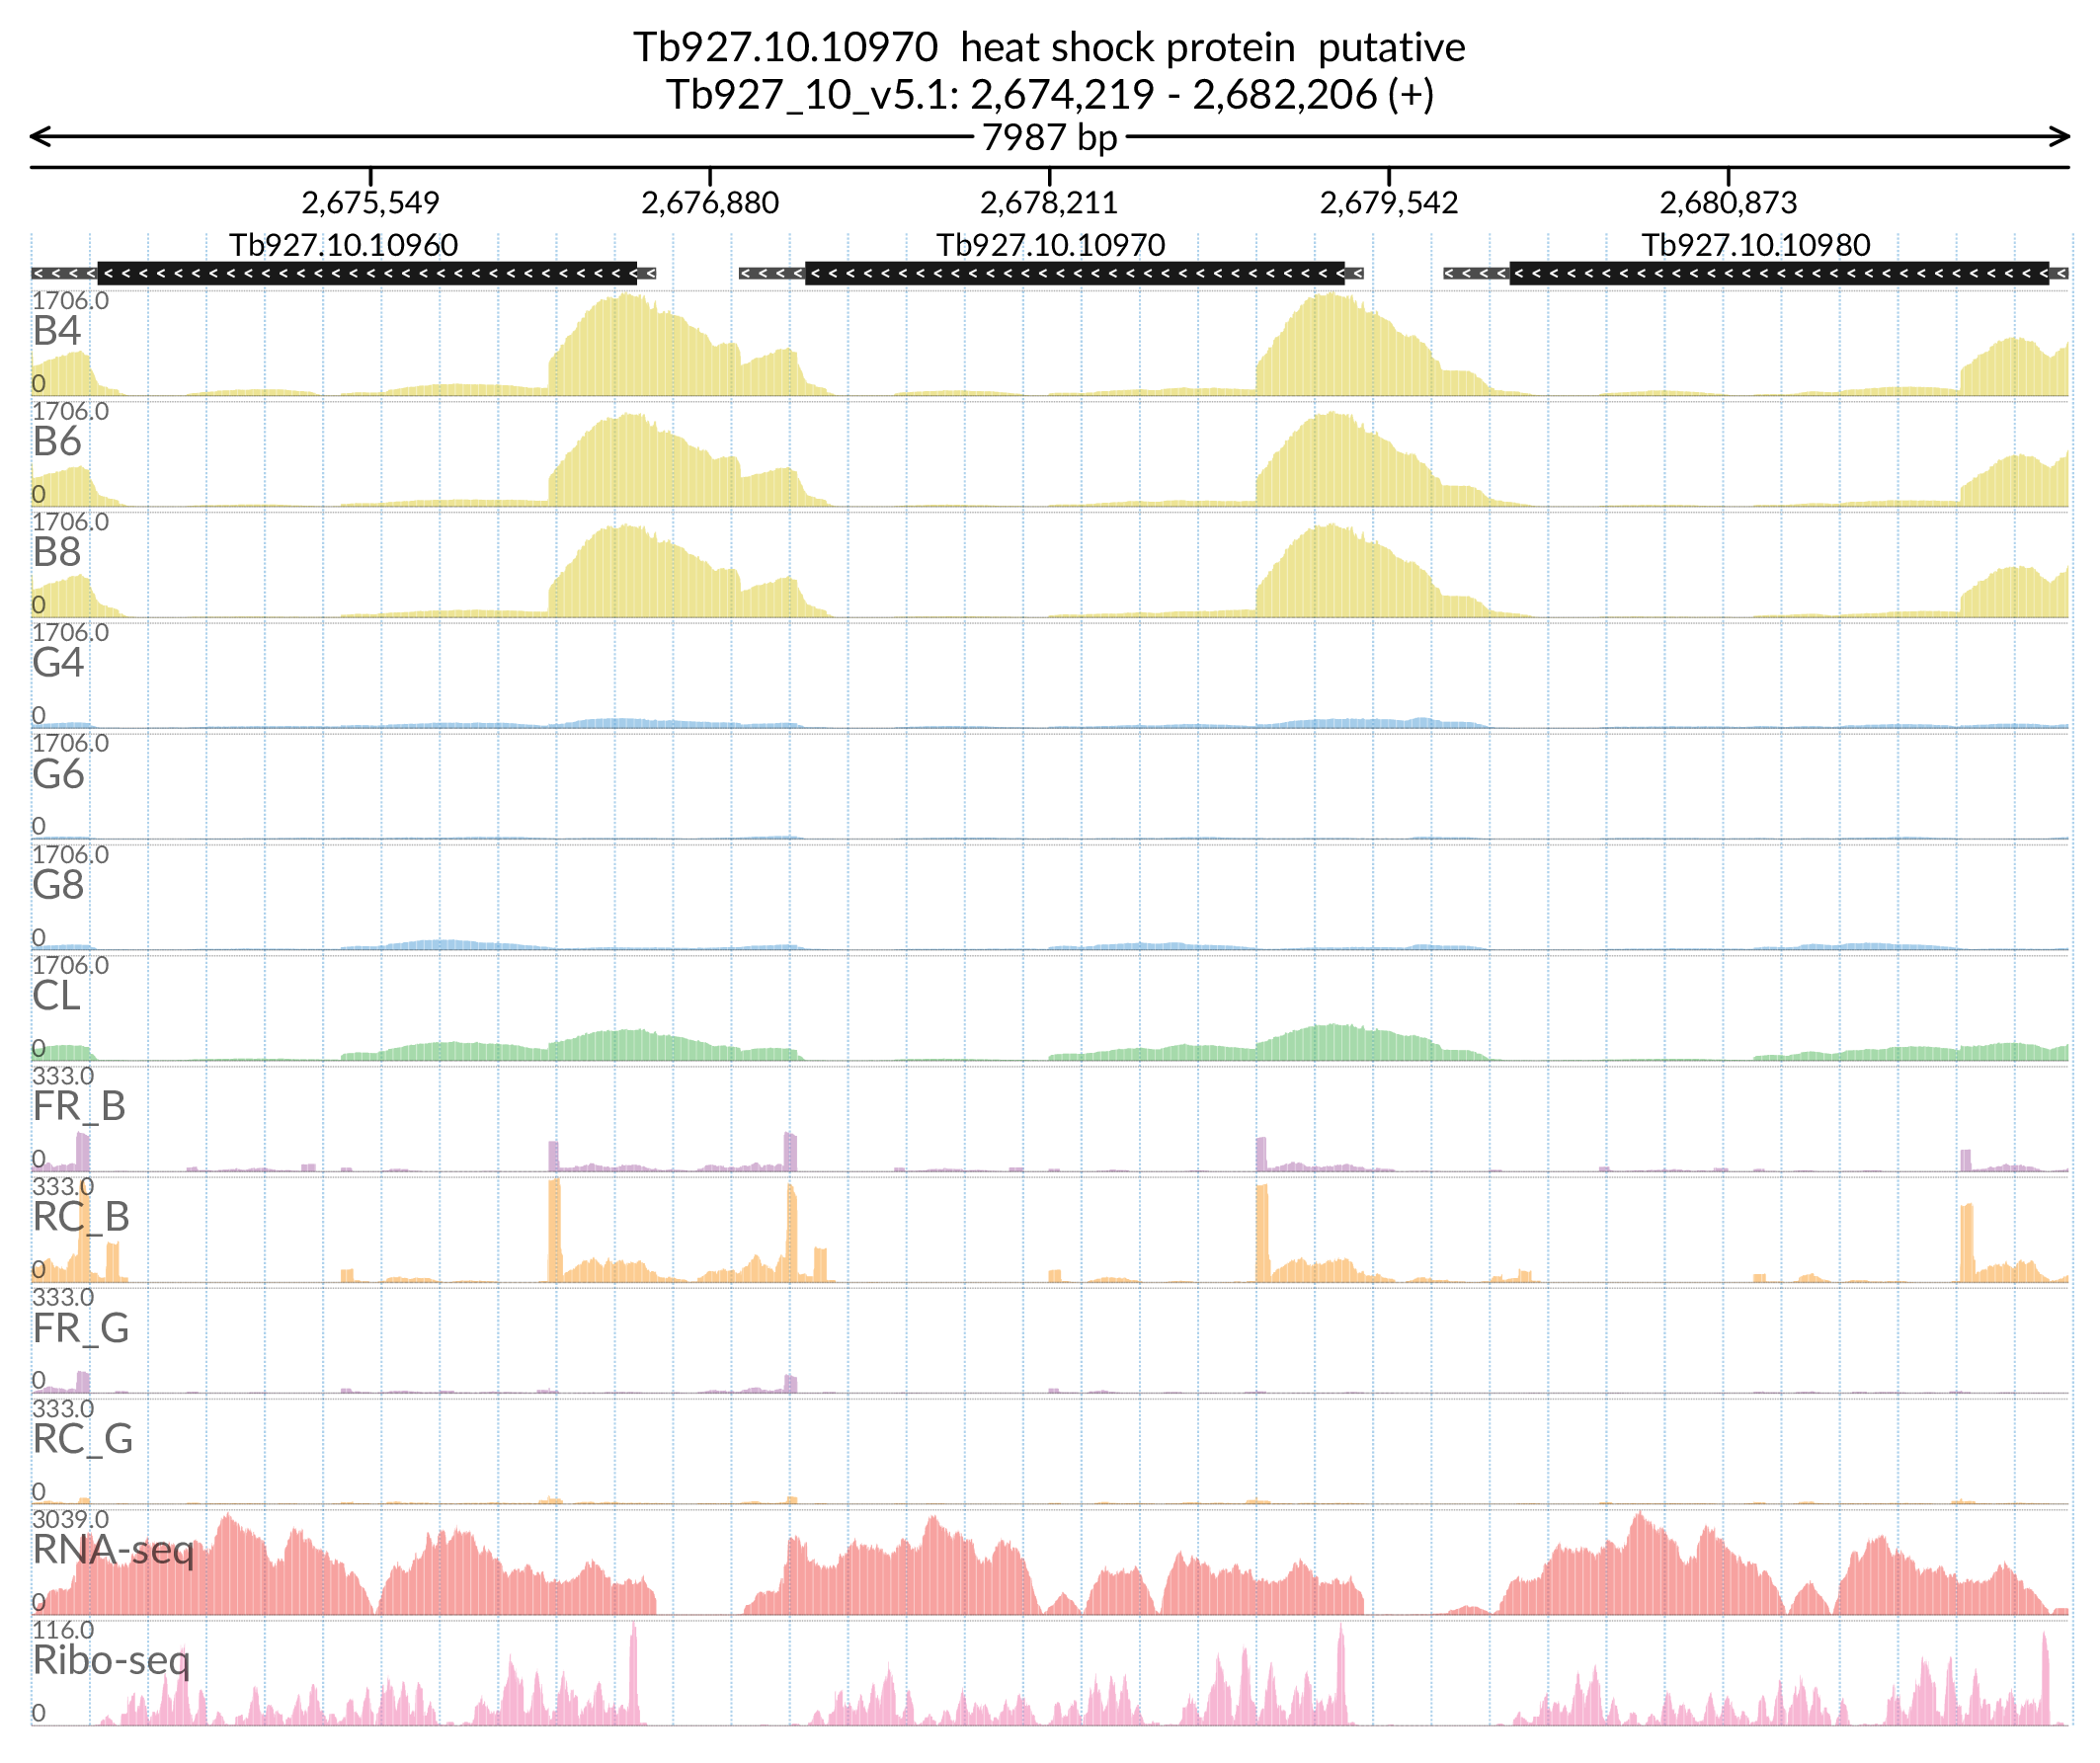 Tb927.10.10970  heat shock protein  putative
Tb927_10_v5.1: 2,674,219 - 2,682,206 (+)
7987 bp
2,675,549 2,676,880 2,678,211 2,679,542 2,680,873
Tb927.10.10960 Tb927.10.10970 Tb927.10.10980
1706.0
B4
0
1706.0
B6
0
1706.0
B8
0
1706.0
G4
0
1706.0
G6
0
1706.0
G8
0
1706.0
CL
0
333.0
FR_B
0
333.0
RC_B
0
333.0
FR_G
0
333.0
RC_G
0
3039.0
RNA-seq
0
116.0
Ribo-seq
0